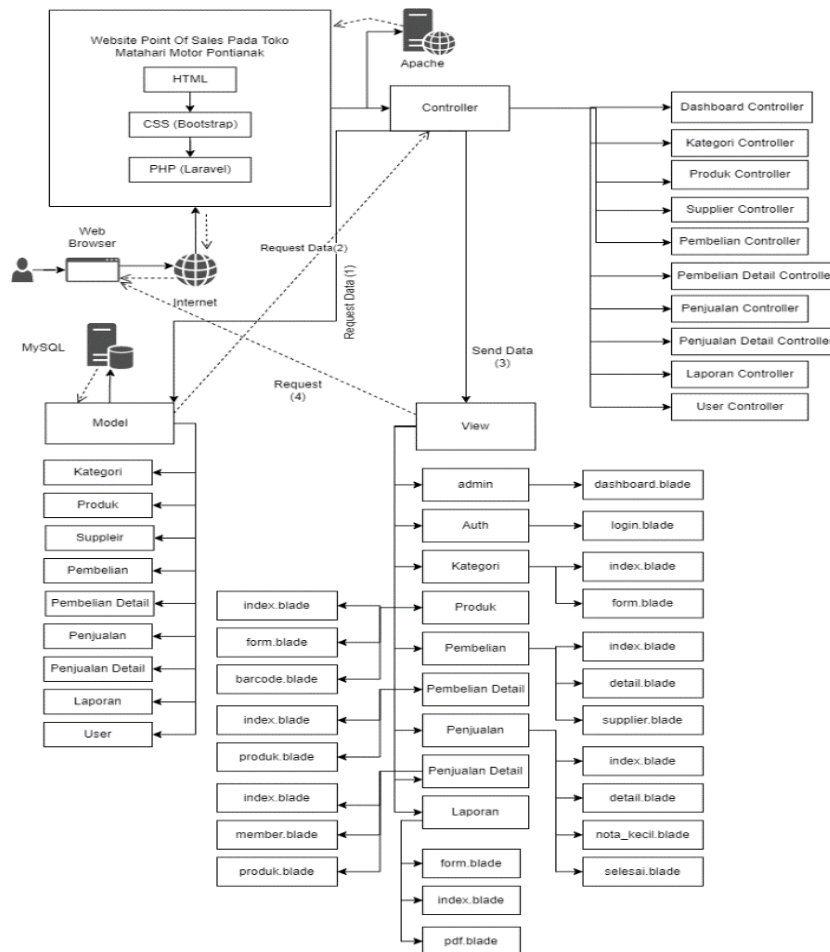 Website Point Of Sales Pada Toko
Matahari Motor Pontianak
HTML
CSS (Bootstrap)
PHP (Laravel)
Apache
Controller
Dashboard Controller
Kategori Controller
Produk Controller
Supplier Controller
Pembelian Controller
Pembelian Detail Controller
Penjualan Controller
Penjualan Detail Controller
Laporan Controller
User Controller
Web
Browser
Internet
Request Data(2)
Request Data (1)
MySQL
Request
(4)
Send Data
(3)
Model
Kategori
Produk
Suppleir
Pembelian
Pembelian Detail
Penjualan
Penjualan Detail
Laporan
User
View
admin
dashboard.blade
Auth
login.blade
Kategori
index.blade
form.blade
Produk
index.blade
form.blade
barcode.blade
Pembelian
index.blade
detail.blade
supplier.blade
Pembelian Detail
index.blade
produk.blade
Penjualan
index.blade
detail.blade
nota_kecil.blade
selesai.blade
Penjualan Detail
index.blade
member.blade
produk.blade
Laporan
form.blade
index.blade
pdf.blade